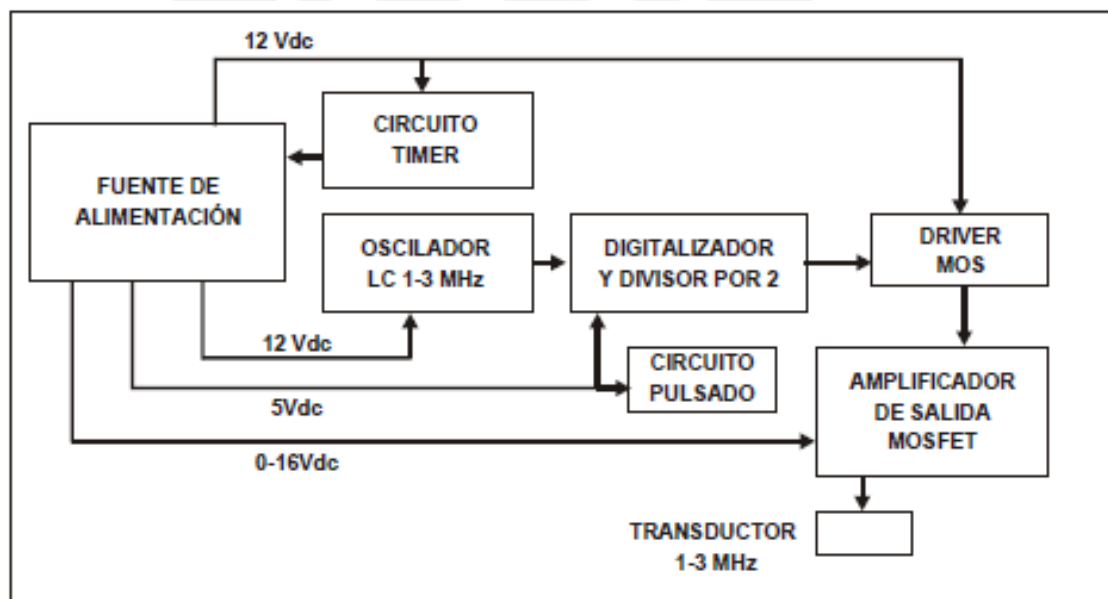 12 Vdc
CIRCUITO
TIMER
FUENTE DE
ALIMENTACIÓN
OSCILADOR
LC 1-3 MHz
DIGITALIZADOR
Y DIVISOR POR 2
DRIVER
MOS
12 Vdc
CIRCUITO
PULSADO
5Vdc
AMPLIFICADOR
DE SALIDA
MOSFET
0-16Vdc
TRANSDUCTOR
1-3 MHz